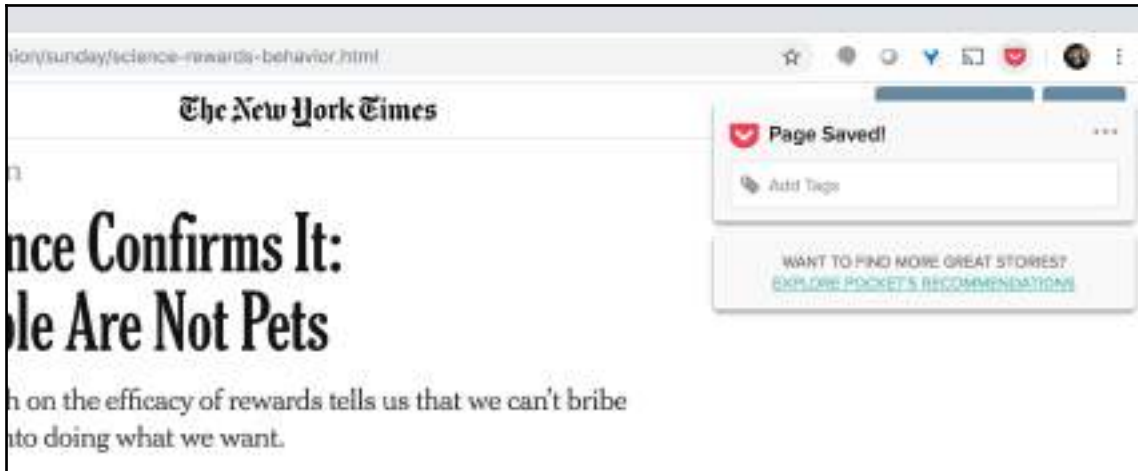 nion/sunday/science-rewards-behavior.html
The New York Times
Page Saved!
n
Add Tags
nce Confirms It:
WANT TO FIND MORE GREAT STORIES?
EXPLORE POCKET'S RECOMMENDATIONS
ple Are Not Pets
h on the efficacy of rewards tells us that we can't bribe
nto doing what we want.